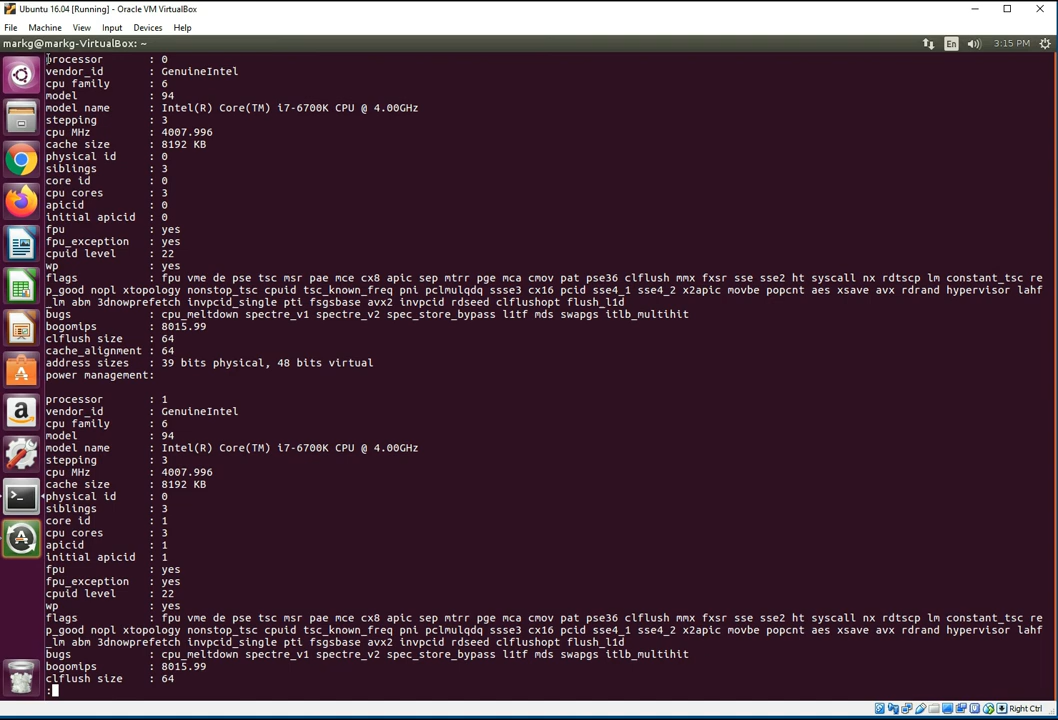 Ubuntu 16.04 [Running] - Oracle VM VirtualBox
File Machine View Input Devices Help
markg@markg-VirtualBox: ~ En 3:15 PM
processor : 0
vendor_id : GenuineIntel
cpu family : 6
model : 94
model name : Intel(R) Core(TM) i7-6700K CPU @ 4.00GHz
stepping : 3
cpu MHz : 4007.996
cache size : 8192 KB
physical id : 0
siblings : 3
core id : 0
cpu cores : 3
apicid : 0
initial apicid : 0
fpu : yes
fpu_exception : yes
cpuid level : 22
wp : yes
flags : fpu vme de pse tsc msr pae mce cx8 apic sep mtrr pge mca cmov pat pse36 clflush mmx fxsr sse sse2 ht syscall nx rdtscp lm constant_tsc re
p_good nopl xtopology nonstop_tsc cpuid tsc_known_freq pni pclmulqdq ssse3 cx16 pcid sse4_1 sse4_2 x2apic movbe popcnt aes xsave avx rdrand hypervisor lahf
_lm abm 3dnowprefetch invpcid_single pti fsgsbase avx2 invpcid rdseed clflushopt flush_l1d
bugs : cpu_meltdown spectre_v1 spectre_v2 spec_store_bypass l1tf mds swapgs itlb_multihit
bogomips : 8015.99
clflush size : 64
cache_alignment : 64
address sizes : 39 bits physical, 48 bits virtual
power management:
processor : 1
vendor_id : GenuineIntel
cpu family : 6
model : 94
model name : Intel(R) Core(TM) i7-6700K CPU @ 4.00GHz
stepping : 3
cpu MHz : 4007.996
cache size : 8192 KB
physical id : 0
siblings : 3
core id : 1
cpu cores : 3
apicid : 1
initial apicid : 1
fpu : yes
fpu_exception : yes
cpuid level : 22
wp : yes
flags : fpu vme de pse tsc msr pae mce cx8 apic sep mtrr pge mca cmov pat pse36 clflush mmx fxsr sse sse2 ht syscall nx rdtscp lm constant_tsc re
p_good nopl xtopology nonstop_tsc cpuid tsc_known_freq pni pclmulqdq ssse3 cx16 pcid sse4_1 sse4_2 x2apic movbe popcnt aes xsave avx rdrand hypervisor lahf
_lm abm 3dnowprefetch invpcid_single pti fsgsbase avx2 invpcid rdseed clflushopt flush_l1d
bugs : cpu_meltdown spectre_v1 spectre_v2 spec_store_bypass l1tf mds swapgs itlb_multihit
bogomips : 8015.99
clflush size : 64
:
Right Ctrl